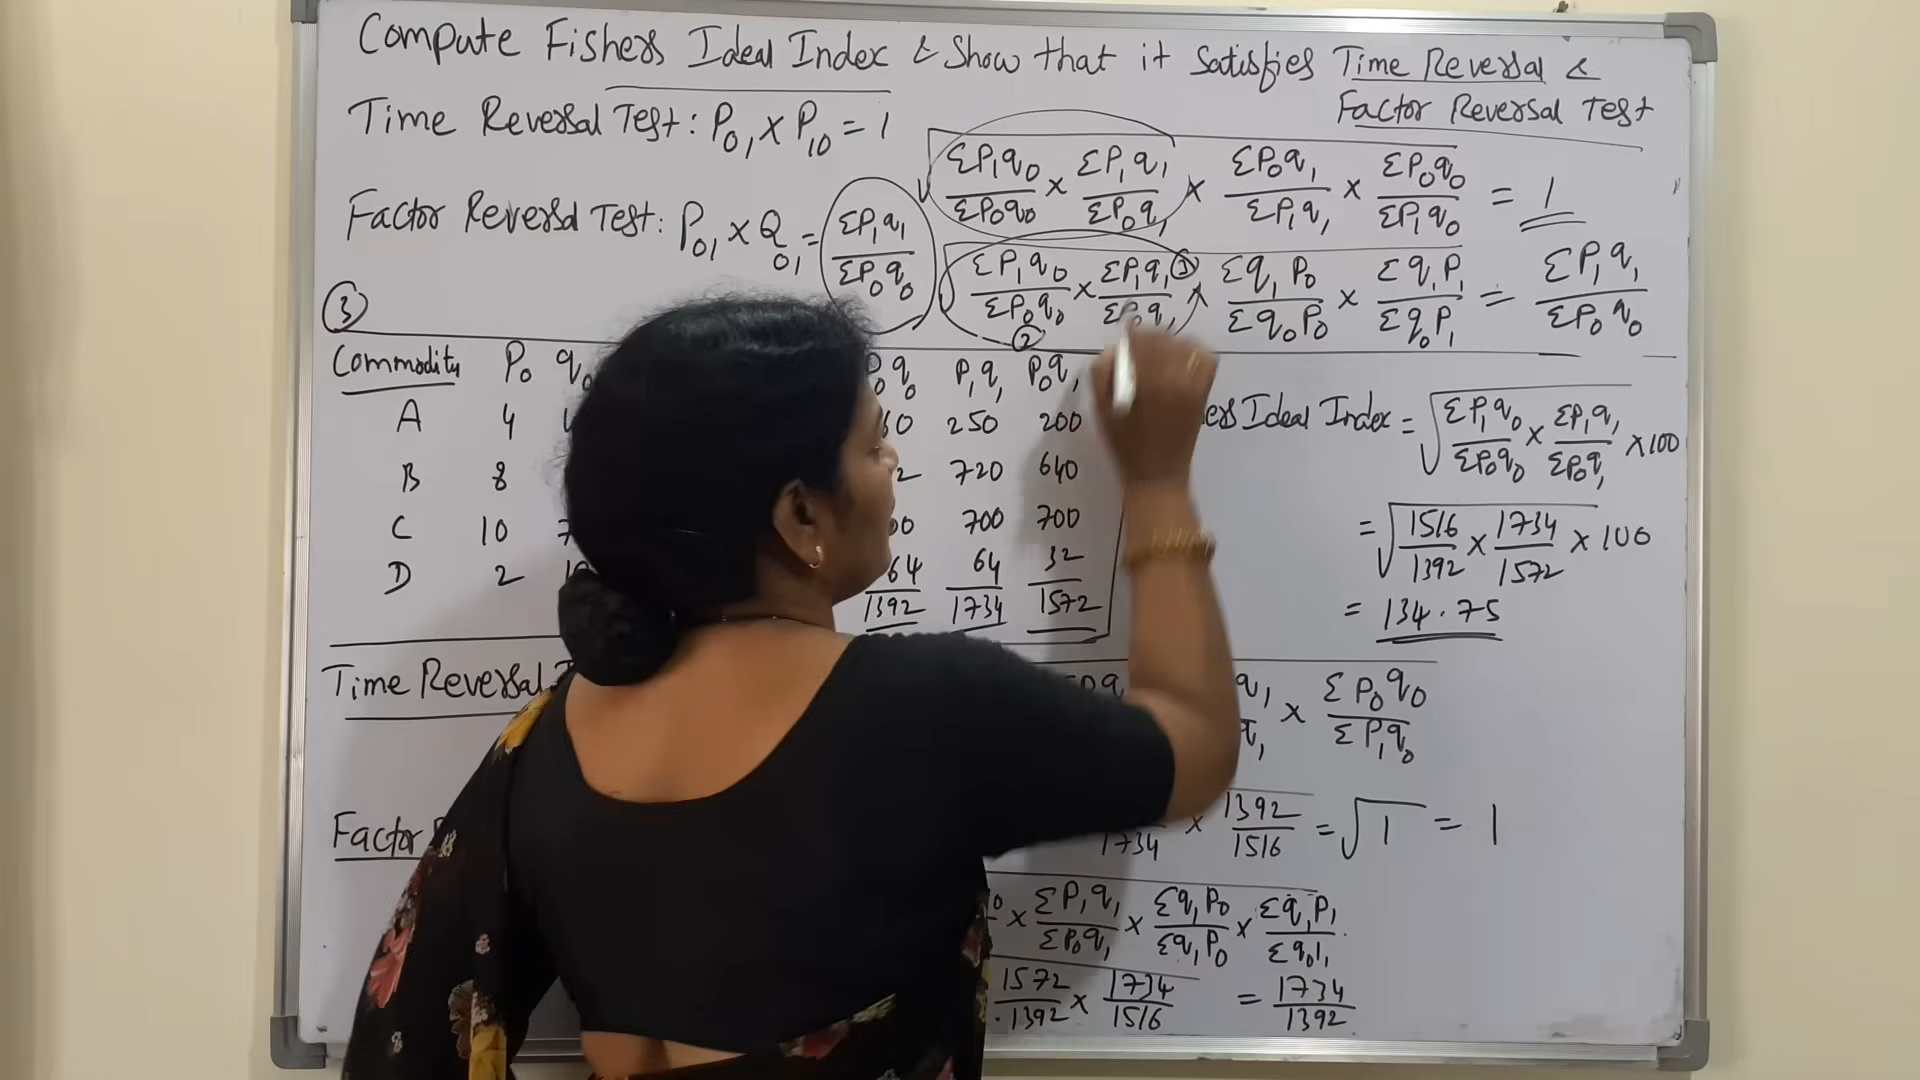 Compute Fishers Ideal Index & Show that it Satisfies Time Reversal &
Factor Reversal Test
Time Reversal Test: P₀₁ × P₁₀ = 1
√ ΣP₁q₀/ΣP₀q₀ × ΣP₁q₁/ΣP₀q₁ × ΣP₀q₁/ΣP₁q₁ × ΣP₀q₀/ΣP₁q₀ = 1
Factor Reversal Test: P₀₁ × Q₀₁ = ΣP₁q₁/ΣP₀q₀
√ ΣP₁q₀/ΣP₀q₀ × ΣP₁q₁/ΣP₀q₁ × Σq₁P₀/Σq₀P₀ × Σq₁P₁/Σq₀P₁ = ΣP₁q₁/ΣP₀q₀
① ②
③
Commodity P₀ q₀ P₀q₀ P₁q₁ P₀q₁
A 4 250 200
B 8 720 640
C 10 700 700
D 2 64 64 32
1392 1734 1572
Ideal Index = √ ΣP₁q₀/ΣP₀q₀ × ΣP₁q₁/ΣP₀q₁ × 100
= √ 1516/1392 × 1734/1572 × 100
= 134.75
Time Reversal
× ΣP₀q₀/ΣP₁q₀
Factor
1734 × 1392/1516 = √1 = 1
× ΣP₁q₁/ΣP₀q₁ × Σq₁P₀/Σq₁P₀ × Σq₁P₁/Σq₀1₁
1572/1392 × 1734/1516 = 1734/1392